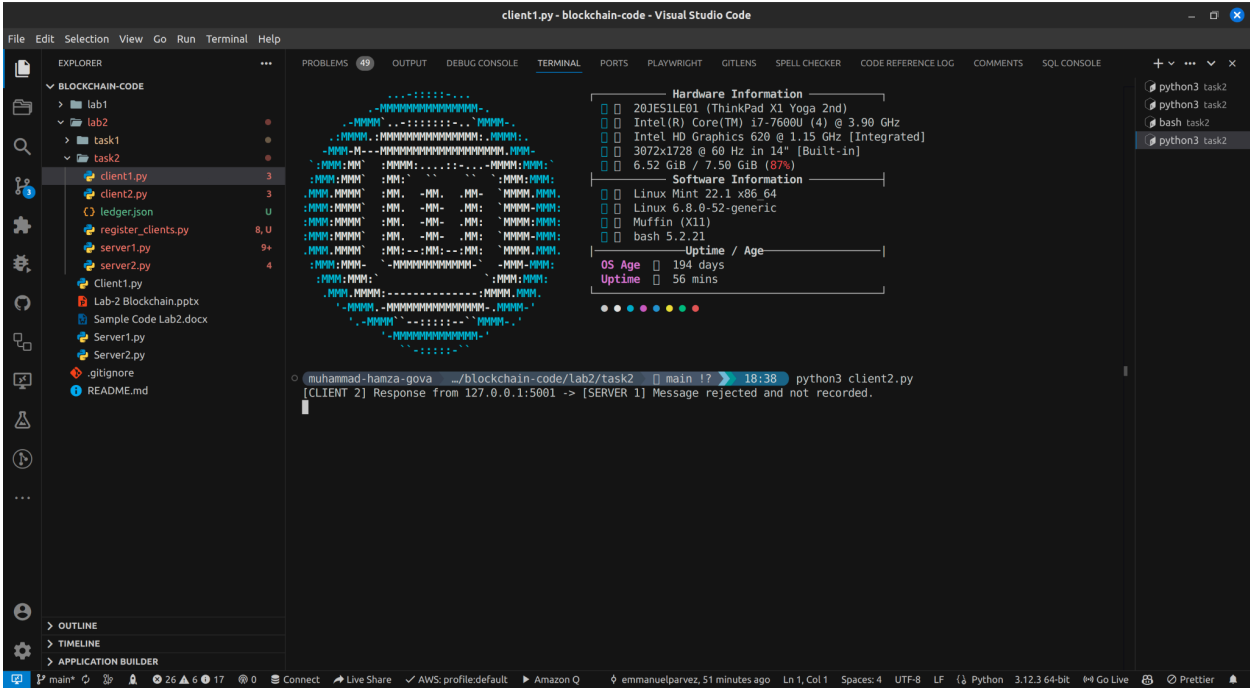 client1.py - blockchain-code - Visual Studio Code
File Edit Selection View Go Run Terminal Help
EXPLORER
BLOCKCHAIN-CODE
lab1
lab2
task1
task2
client1.py 3
client2.py 3
ledger.json U
register_clients.py 8, U
server1.py 9+
server2.py 4
Client1.py
Lab-2 Blockchain.pptx
Sample Code Lab2.docx
Server1.py
Server2.py
.gitignore
README.md
OUTLINE
TIMELINE
APPLICATION BUILDER
3
PROBLEMS 49 OUTPUT DEBUG CONSOLE TERMINAL PORTS PLAYWRIGHT GITLENS SPELL CHECKER CODE REFERENCE LOG COMMENTS SQL CONSOLE
Hardware Information
20JES1LE01 (ThinkPad X1 Yoga 2nd)
Intel(R) Core(TM) i7-7600U (4) @ 3.90 GHz
Intel HD Graphics 620 @ 1.15 GHz [Integrated]
3072x1728 @ 60 Hz in 14" [Built-in]
6.52 GiB / 7.50 GiB (87%)
Software Information
Linux Mint 22.1 x86_64
Linux 6.8.0-52-generic
Muffin (X11)
bash 5.2.21
Uptime / Age
OS Age 194 days
Uptime 56 mins
muhammad-hamza-gova …/blockchain-code/lab2/task2 main !? 18:38 python3 client2.py
[CLIENT 2] Response from 127.0.0.1:5001 -> [SERVER 1] Message rejected and not recorded.
python3 task2
python3 task2
bash task2
python3 task2
main* 26 6 17 0 Connect Live Share AWS: profile:default Amazon Q emmanuelparvez, 51 minutes ago Ln 1, Col 1 Spaces: 4 UTF-8 LF Python 3.12.3 64-bit Go Live Prettier